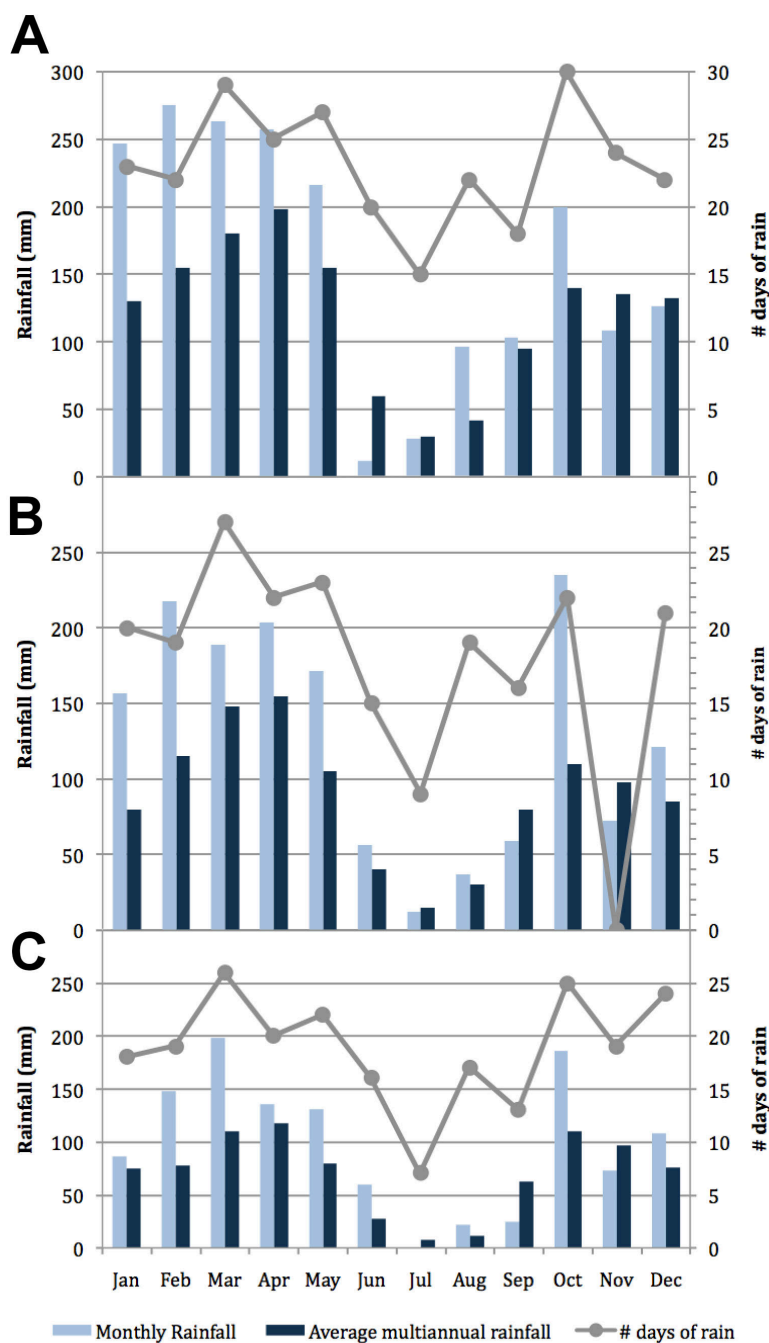 A
300 30
250 25
200 20
150 15
100 10
50 5
0 0
Rainfall (mm)
# days of rain
B
250 25
200 20
150 15
100 10
50 5
0 0
Rainfall (mm)
# days of rain
C
250 25
200 20
150 15
100 10
50 5
0 0
Rainfall (mm)
# days of rain
Jan Feb Mar Apr May Jun Jul Aug Sep Oct Nov Dec
Monthly Rainfall Average multiannual rainfall # days of rain